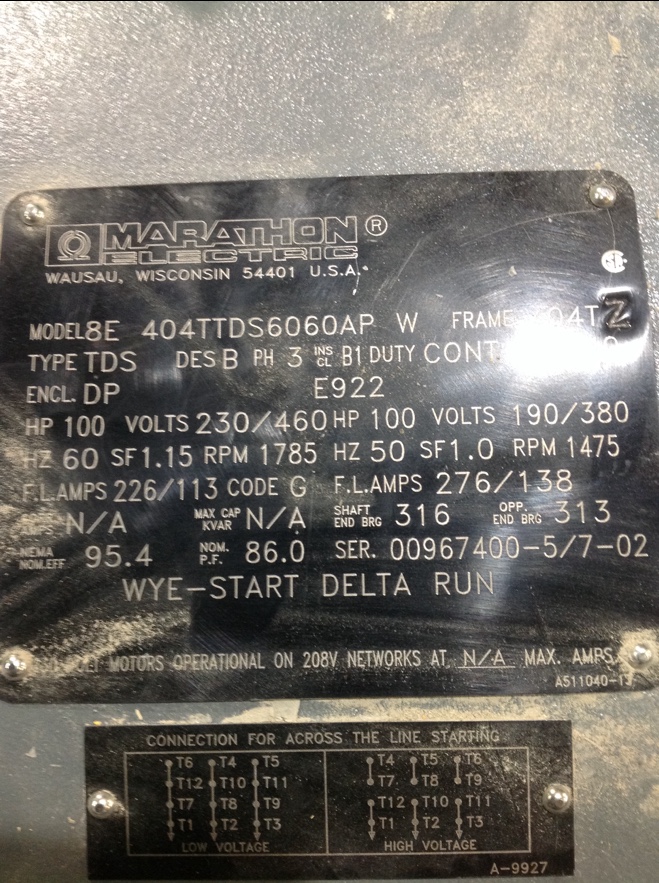 MARATHON ®
ELECTRIC
WAUSAU, WISCONSIN 54401 U.S.A.
MODEL 8E 404TTDS6060AP W FRAME 404TZ
TYPE TDS DES B PH 3 INS CL B1 DUTY CONT
ENCL. DP E922
HP 100 VOLTS 230/460 HP 100 VOLTS 190/380
HZ 60 SF 1.15 RPM 1785 HZ 50 SF 1.0 RPM 1475
F.L.AMPS 226/113 CODE G F.L.AMPS 276/138
N/A MAX CAP KVAR N/A SHAFT END BRG 316 OPP. END BRG 313
NEMA NOM.EFF 95.4 NOM. P.F. 86.0 SER. 00967400-5/7-02
WYE-START DELTA RUN
VOLT MOTORS OPERATIONAL ON 208V NETWORKS AT N/A MAX. AMPS
A511040-13
CONNECTION FOR ACROSS THE LINE STARTING
T6 T4 T5 T4 T5 T6
T12 T10 T11 T7 T8 T9
T7 T8 T9 T12 T10 T11
T1 T2 T3 T1 T2 T3
LOW VOLTAGE HIGH VOLTAGE
A-9927